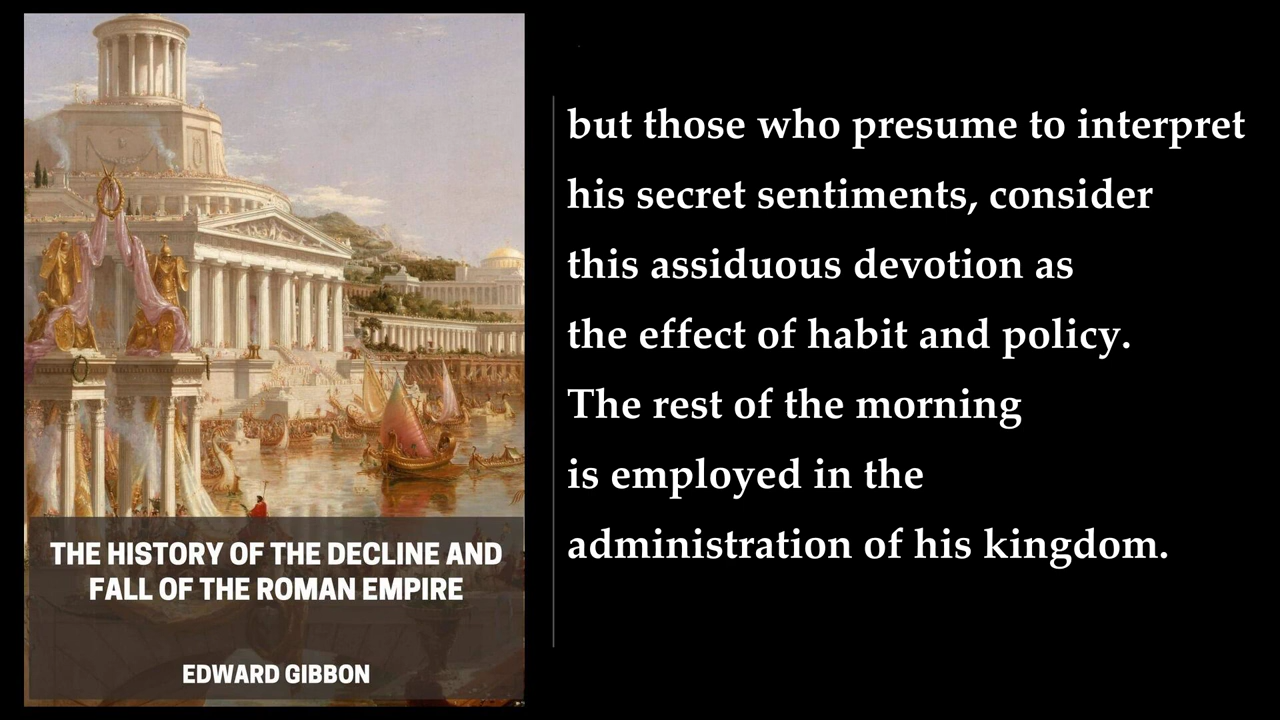 THE HISTORY OF THE DECLINE AND
FALL OF THE ROMAN EMPIRE
EDWARD GIBBON
but those who presume to interpret
his secret sentiments, consider
this assiduous devotion as
the effect of habit and policy.
The rest of the morning
is employed in the
administration of his kingdom.